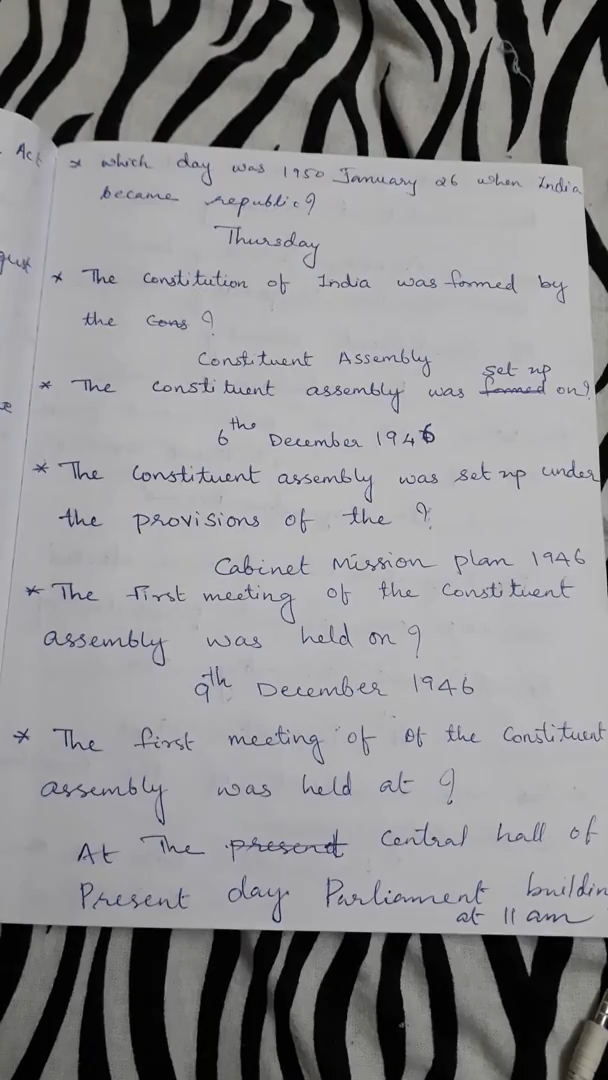 Act
* which day was 1950 January 26 when India
became republic?
Thursday
* The constitution of India was formed by
the Cons ?
Constituent Assembly
set up
* The constituent assembly was formed on?
6the December 1946
* The Constituent assembly was set up under
the provisions of the ?
Cabinet Mission plan 1946
* The First meeting of the Constituent
assembly was held on ?
9th December 1946
* The first meeting of of the Constituent
assembly was held at ?
At The present Central hall of
Present day Parliament buildin
at 11 am